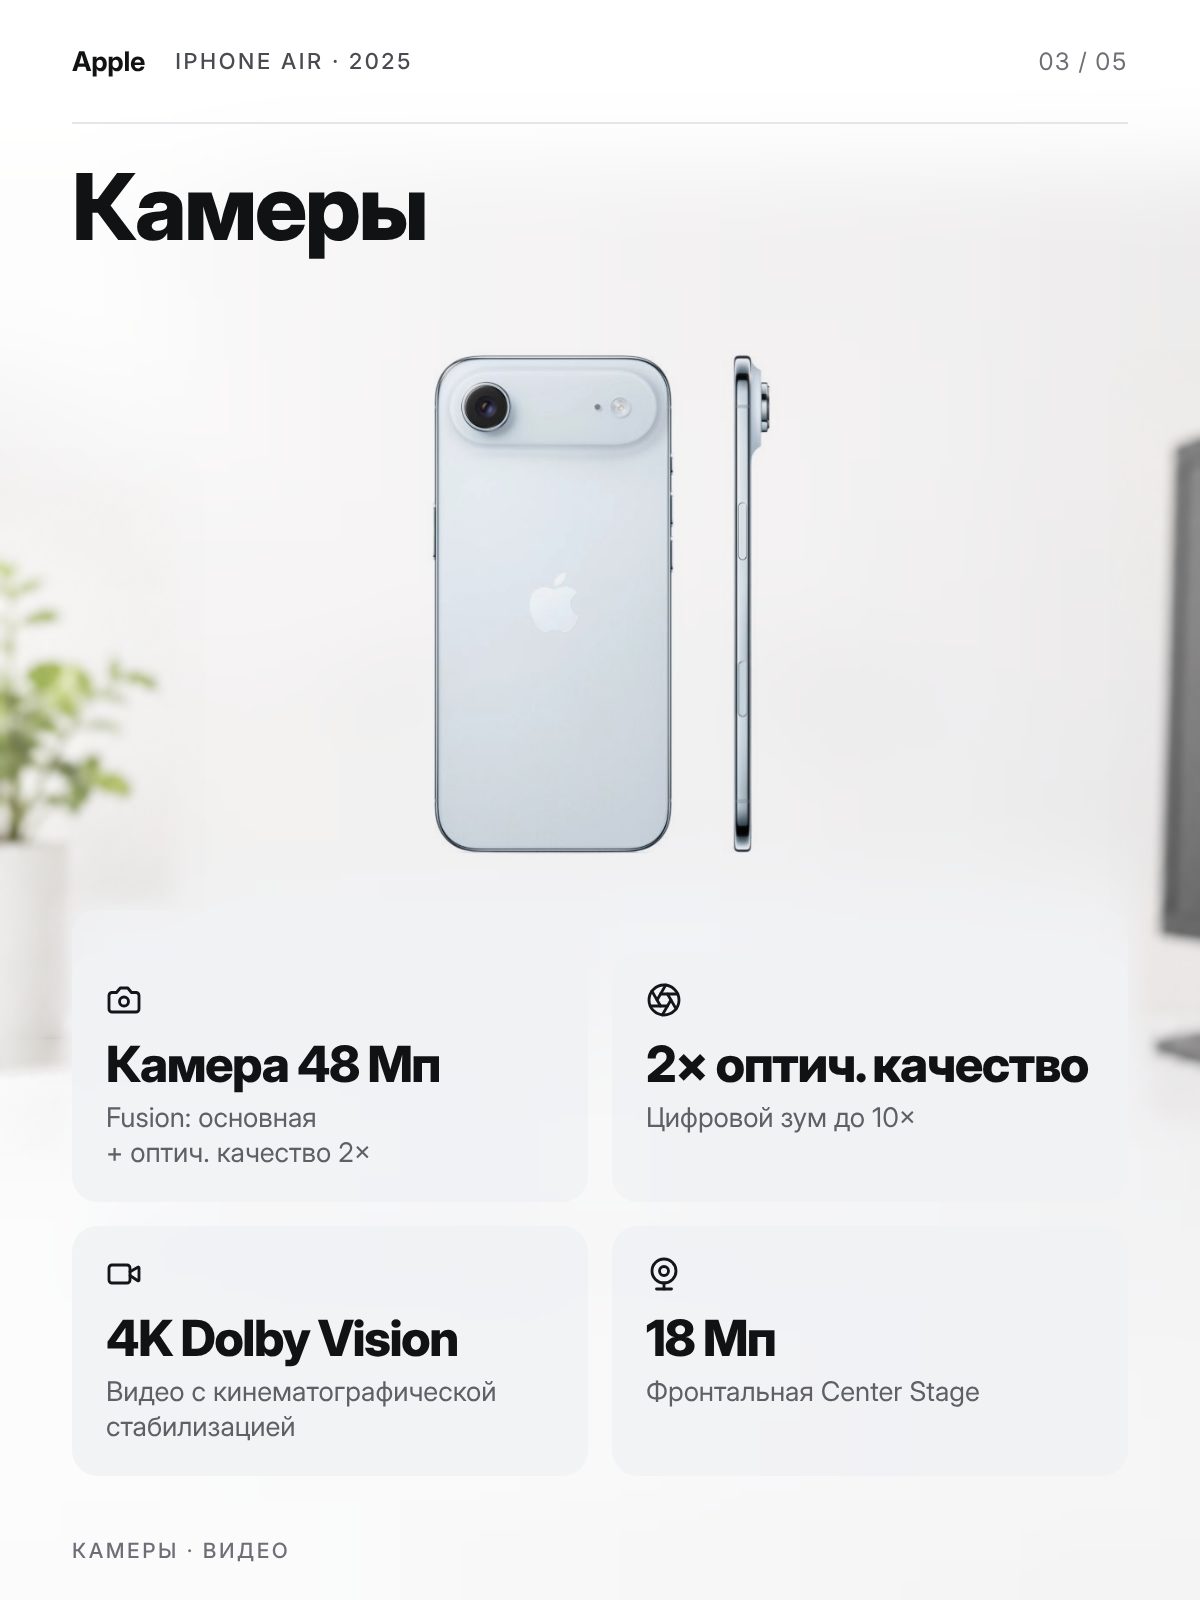 Apple IPHONE AIR · 2025 03 / 05
Камеры
Камера 48 Мп
Fusion: основная
+ оптич. качество 2×
2× оптич. качество
Цифровой зум до 10×
4K Dolby Vision
Видео с кинематографической
стабилизацией
18 Мп
Фронтальная Center Stage
КАМЕРЫ · ВИДЕО